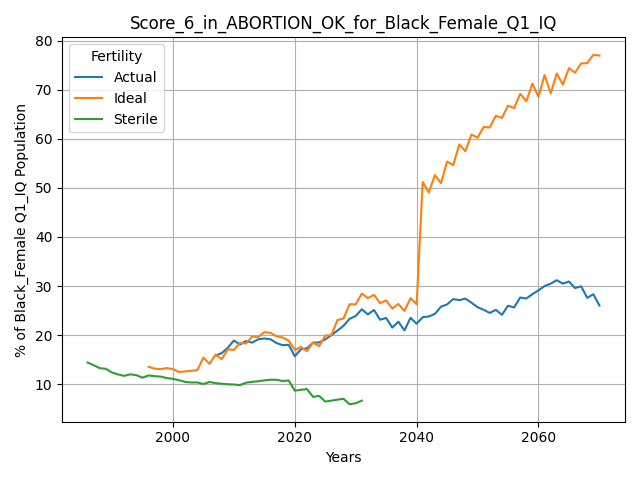 Score_6_in_ABORTION_OK_for_Black_Female_Q1_IQ
Fertility
Actual
Ideal
Sterile
% of Black_Female Q1_IQ Population
80
70
60
50
40
30
20
10
2000 2020 2040 2060
Years